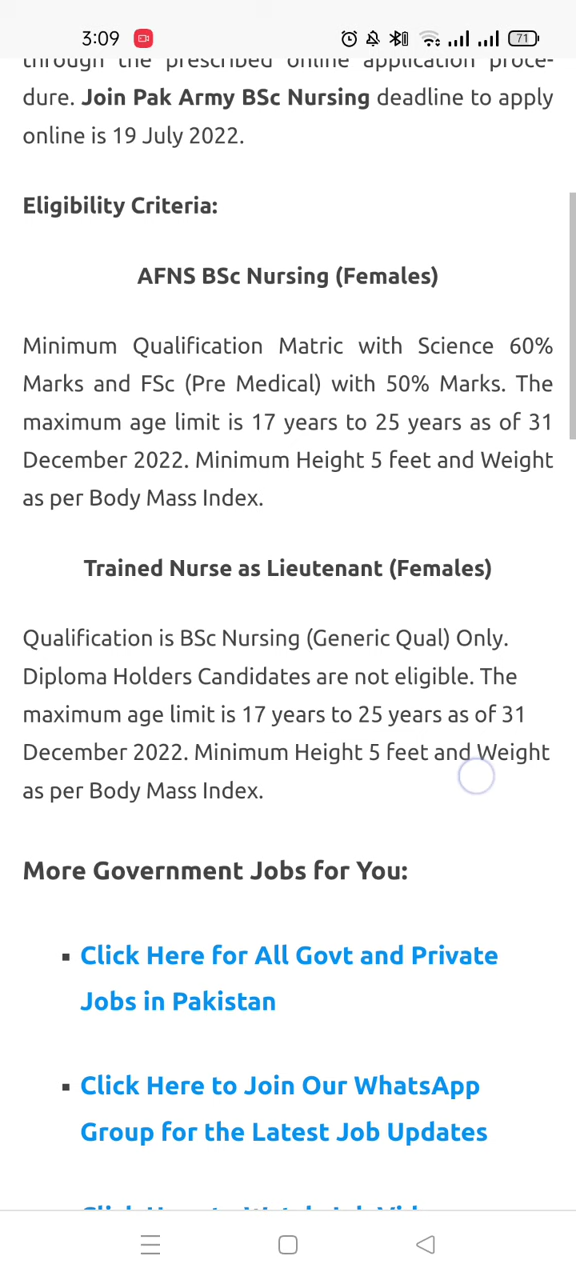 3:09
71
through the prescribed online application proce-
dure. Join Pak Army BSc Nursing deadline to apply
online is 19 July 2022.
Eligibility Criteria:
AFNS BSc Nursing (Females)
Minimum Qualification Matric with Science 60%
Marks and FSc (Pre Medical) with 50% Marks. The
maximum age limit is 17 years to 25 years as of 31
December 2022. Minimum Height 5 feet and Weight
as per Body Mass Index.
Trained Nurse as Lieutenant (Females)
Qualification is BSc Nursing (Generic Qual) Only.
Diploma Holders Candidates are not eligible. The
maximum age limit is 17 years to 25 years as of 31
December 2022. Minimum Height 5 feet and Weight
as per Body Mass Index.
More Government Jobs for You:
▪ Click Here for All Govt and Private
Jobs in Pakistan
▪ Click Here to Join Our WhatsApp
Group for the Latest Job Updates